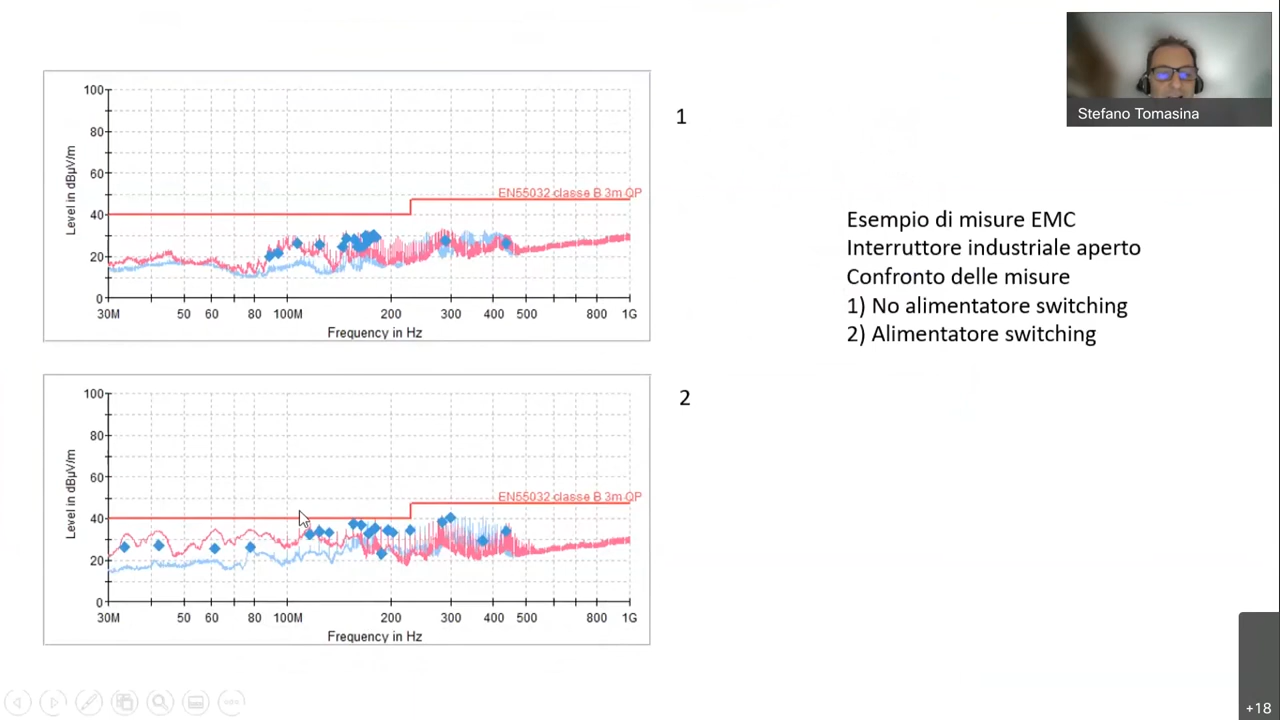 Stefano Tomasina
100
80
60
40
20
0
Level in dBµV/m
EN55032 classe B 3m QP
30M 50 60 80 100M 200 300 400 500 800 1G
Frequency in Hz
1
Esempio di misure EMC
Interruttore industriale aperto
Confronto delle misure
1) No alimentatore switching
2) Alimentatore switching
100
80
60
40
20
0
Level in dBµV/m
EN55032 classe B 3m QP
30M 50 60 80 100M 200 300 400 500 800 1G
Frequency in Hz
2
+18